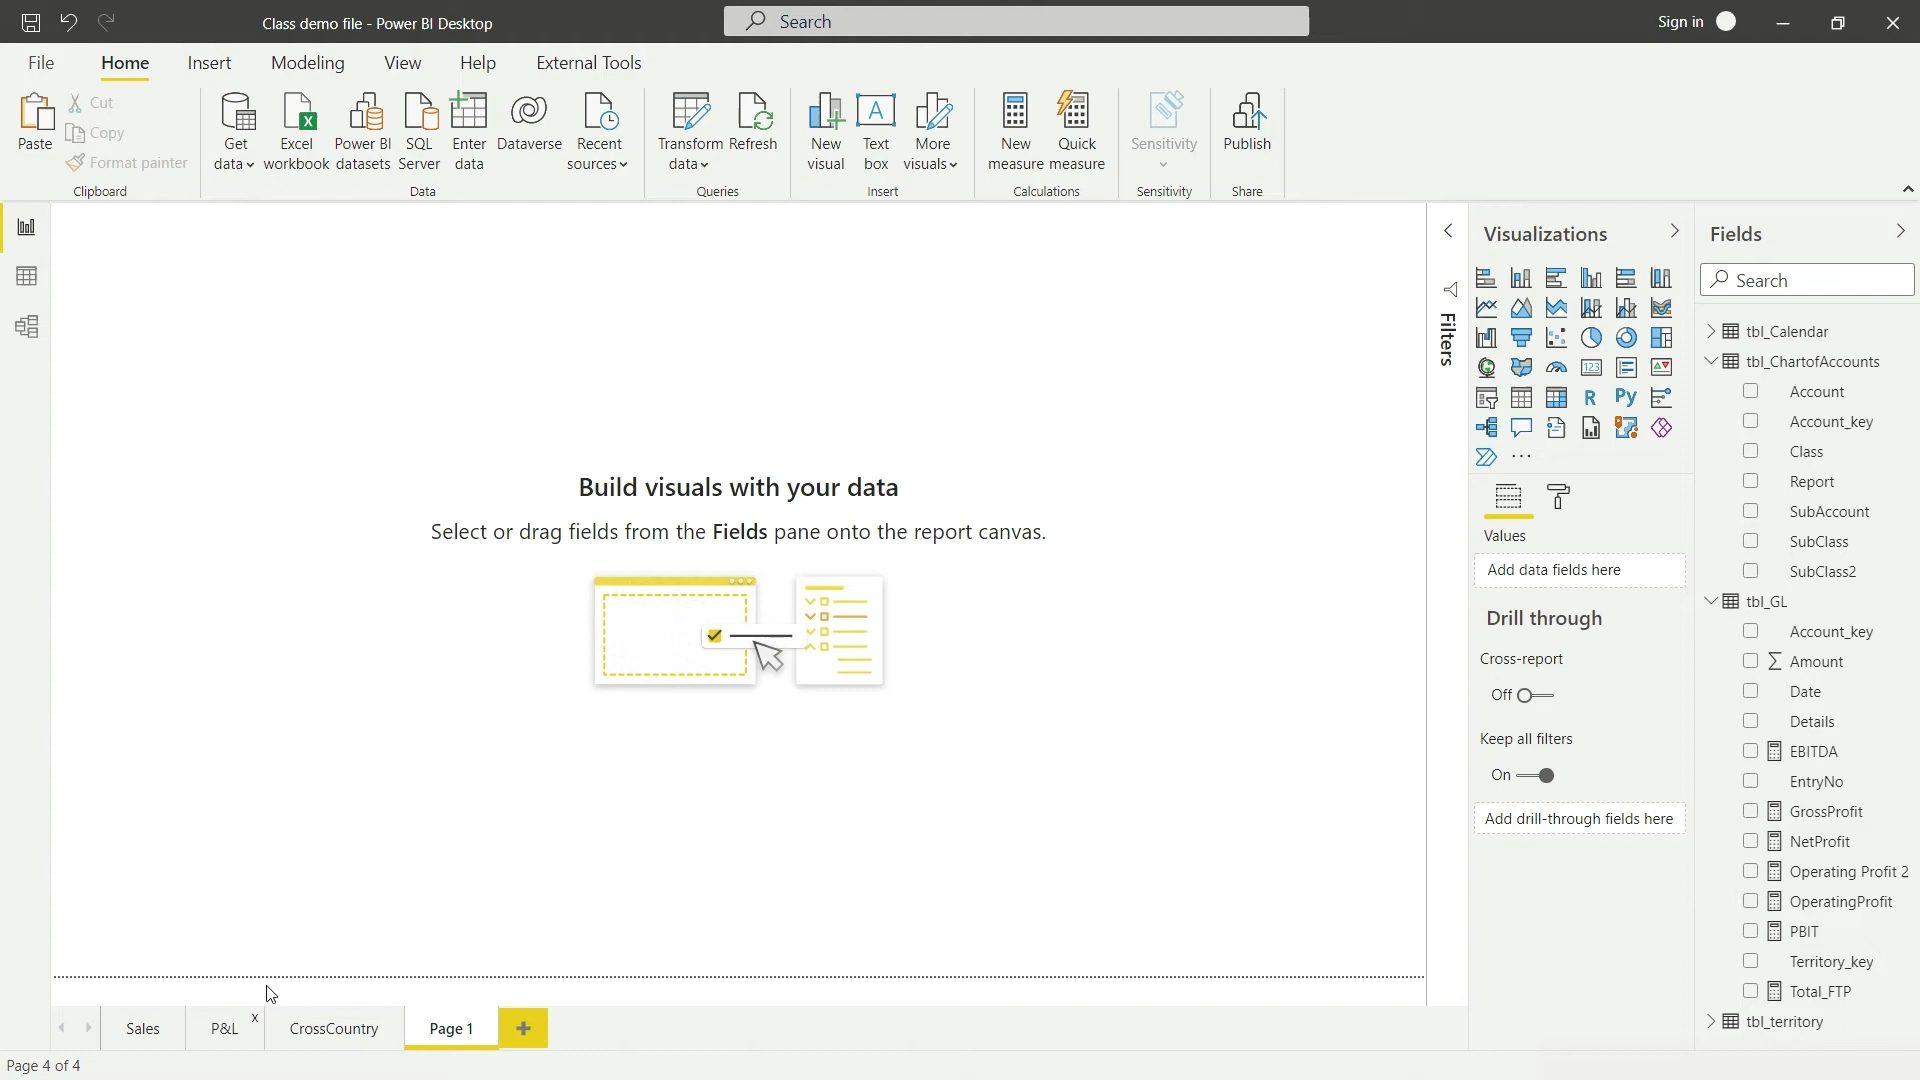 Class demo file - Power BI Desktop
Search
Sign in
File Home Insert Modeling View Help External Tools
Paste
Cut
Copy
Format painter
Clipboard
Get data
Excel workbook
Power BI datasets
SQL Server
Enter data
Dataverse
Recent sources
Data
Transform data
Refresh
Queries
New visual
Text box
More visuals
Insert
New measure
Quick measure
Calculations
Sensitivity
Sensitivity
Publish
Share
Build visuals with your data
Select or drag fields from the Fields pane onto the report canvas.
Filters
Visualizations
123
R Py
...
Values
Add data fields here
Drill through
Cross-report
Off
Keep all filters
On
Add drill-through fields here
Fields
Search
tbl_Calendar
tbl_ChartofAccounts
Account
Account_key
Class
Report
SubAccount
SubClass
SubClass2
tbl_GL
Account_key
Amount
Date
Details
EBITDA
EntryNo
GrossProfit
NetProfit
Operating Profit 2
OperatingProfit
PBIT
Territory_key
Total_FTP
tbl_territory
Sales P&L x CrossCountry Page 1 +
Page 4 of 4